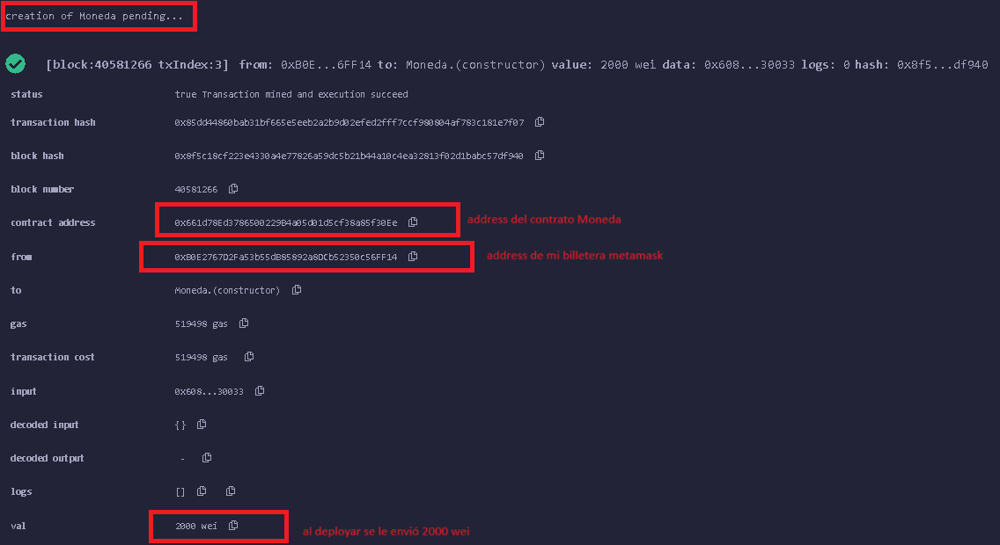 creation of Moneda pending...
[block:40581266 txIndex:3] from: 0xB0E...6FF14 to: Moneda.(constructor) value: 2000 wei data: 0x608...30033 logs: 0 hash: 0x8f5...df940
status true Transaction mined and execution succeed
transaction hash 0x85dd44860bab31bf665e5eeb2a2b9d02efed2fff7ccf980804af783c181e7f07
block hash 0x8f5c18cf223e4330a4e77826a59dc5b21b44a10c4ea32813f02d1babc57df940
block number 40581266
contract address 0x661d78Ed3786500229B4a05d01d5cf38a85f30Ee address del contrato Moneda
from 0xB0E2767D2Fa53b55dB85892a8DCb52350c56FF14 address de mi billetera metamask
to Moneda.(constructor)
gas 519498 gas
transaction cost 519498 gas
input 0x608...30033
decoded input {}
decoded output -
logs []
val 2000 wei al deployar se le envió 2000 wei